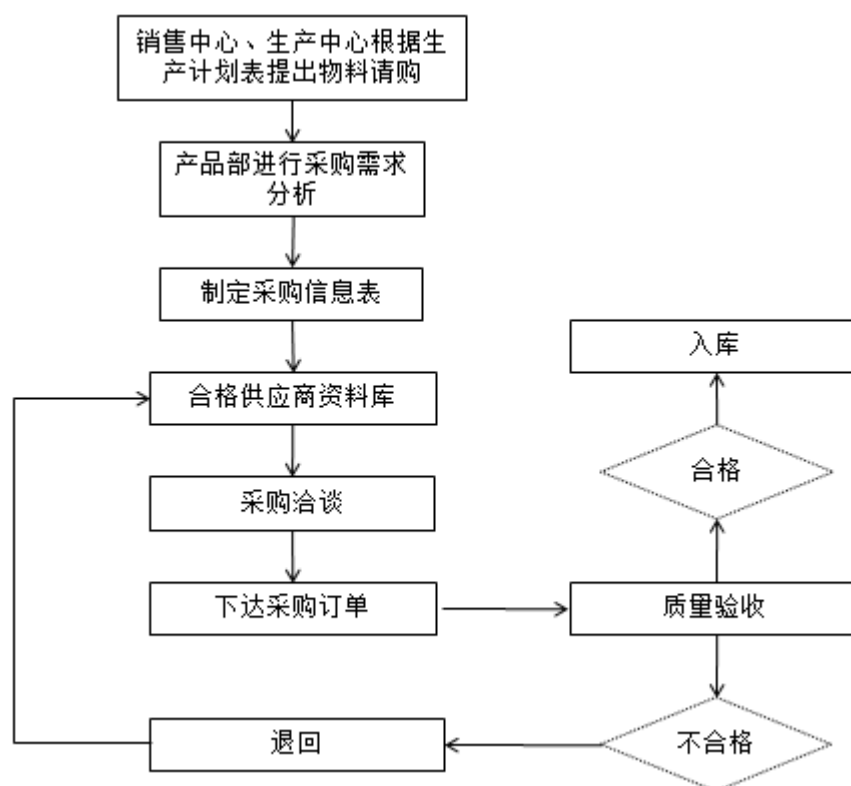 销售中心、生产中心根据生
产计划表提出物料请购
产品部进行采购需求
分析
制定采购信息表
入库
合格供应商资料库
合格
采购洽谈
下达采购订单
质量验收
退回
不合格